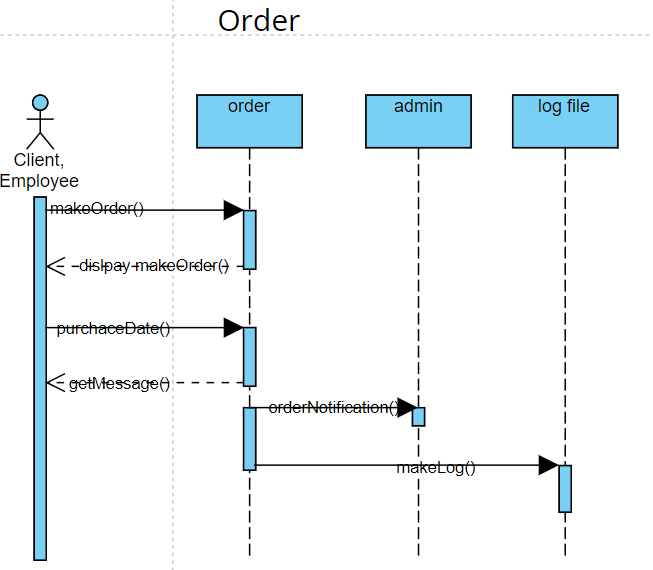 Order
order
admin
log file
Client,
Employee
makeOrder()
dislpay makeOrder()
purchaceDate()
getMessage()
orderNotification()
makeLog()